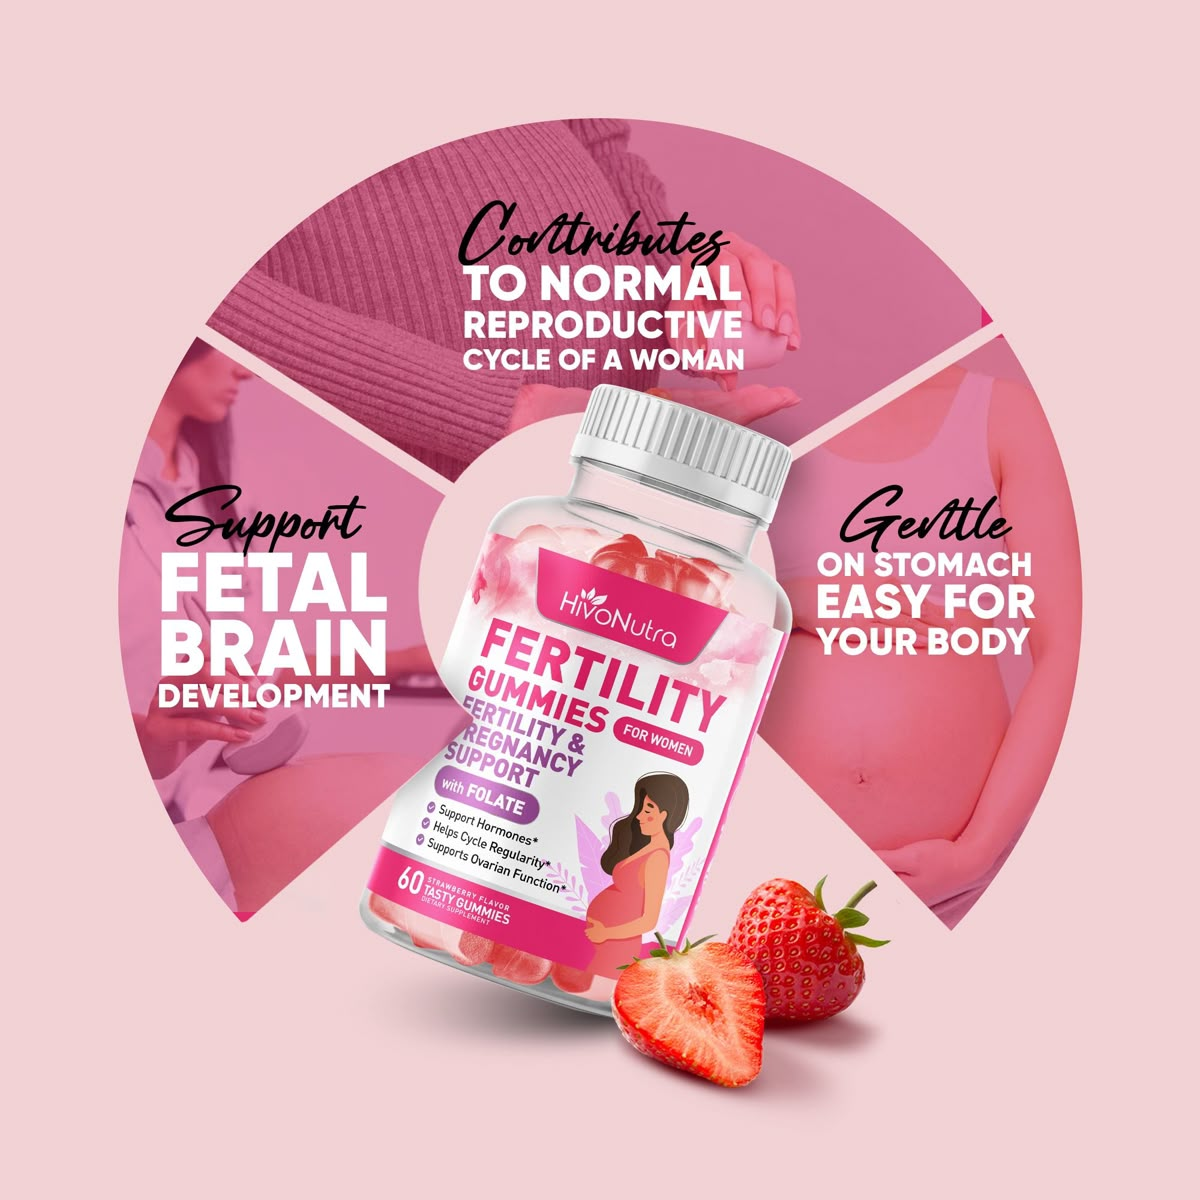 Contributes
TO NORMAL
REPRODUCTIVE
CYCLE OF A WOMAN
Support
FETAL
BRAIN
DEVELOPMENT
Gentle
ON STOMACH
EASY FOR
YOUR BODY
HivoNutra
FERTILITY
GUMMIES
FOR WOMEN
FERTILITY &
PREGNANCY
SUPPORT
with FOLATE
Support Hormones*
Helps Cycle Regularity*
Supports Ovarian Function*
60 STRAWBERRY FLAVOR
TASTY GUMMIES
DIETARY SUPPLEMENT